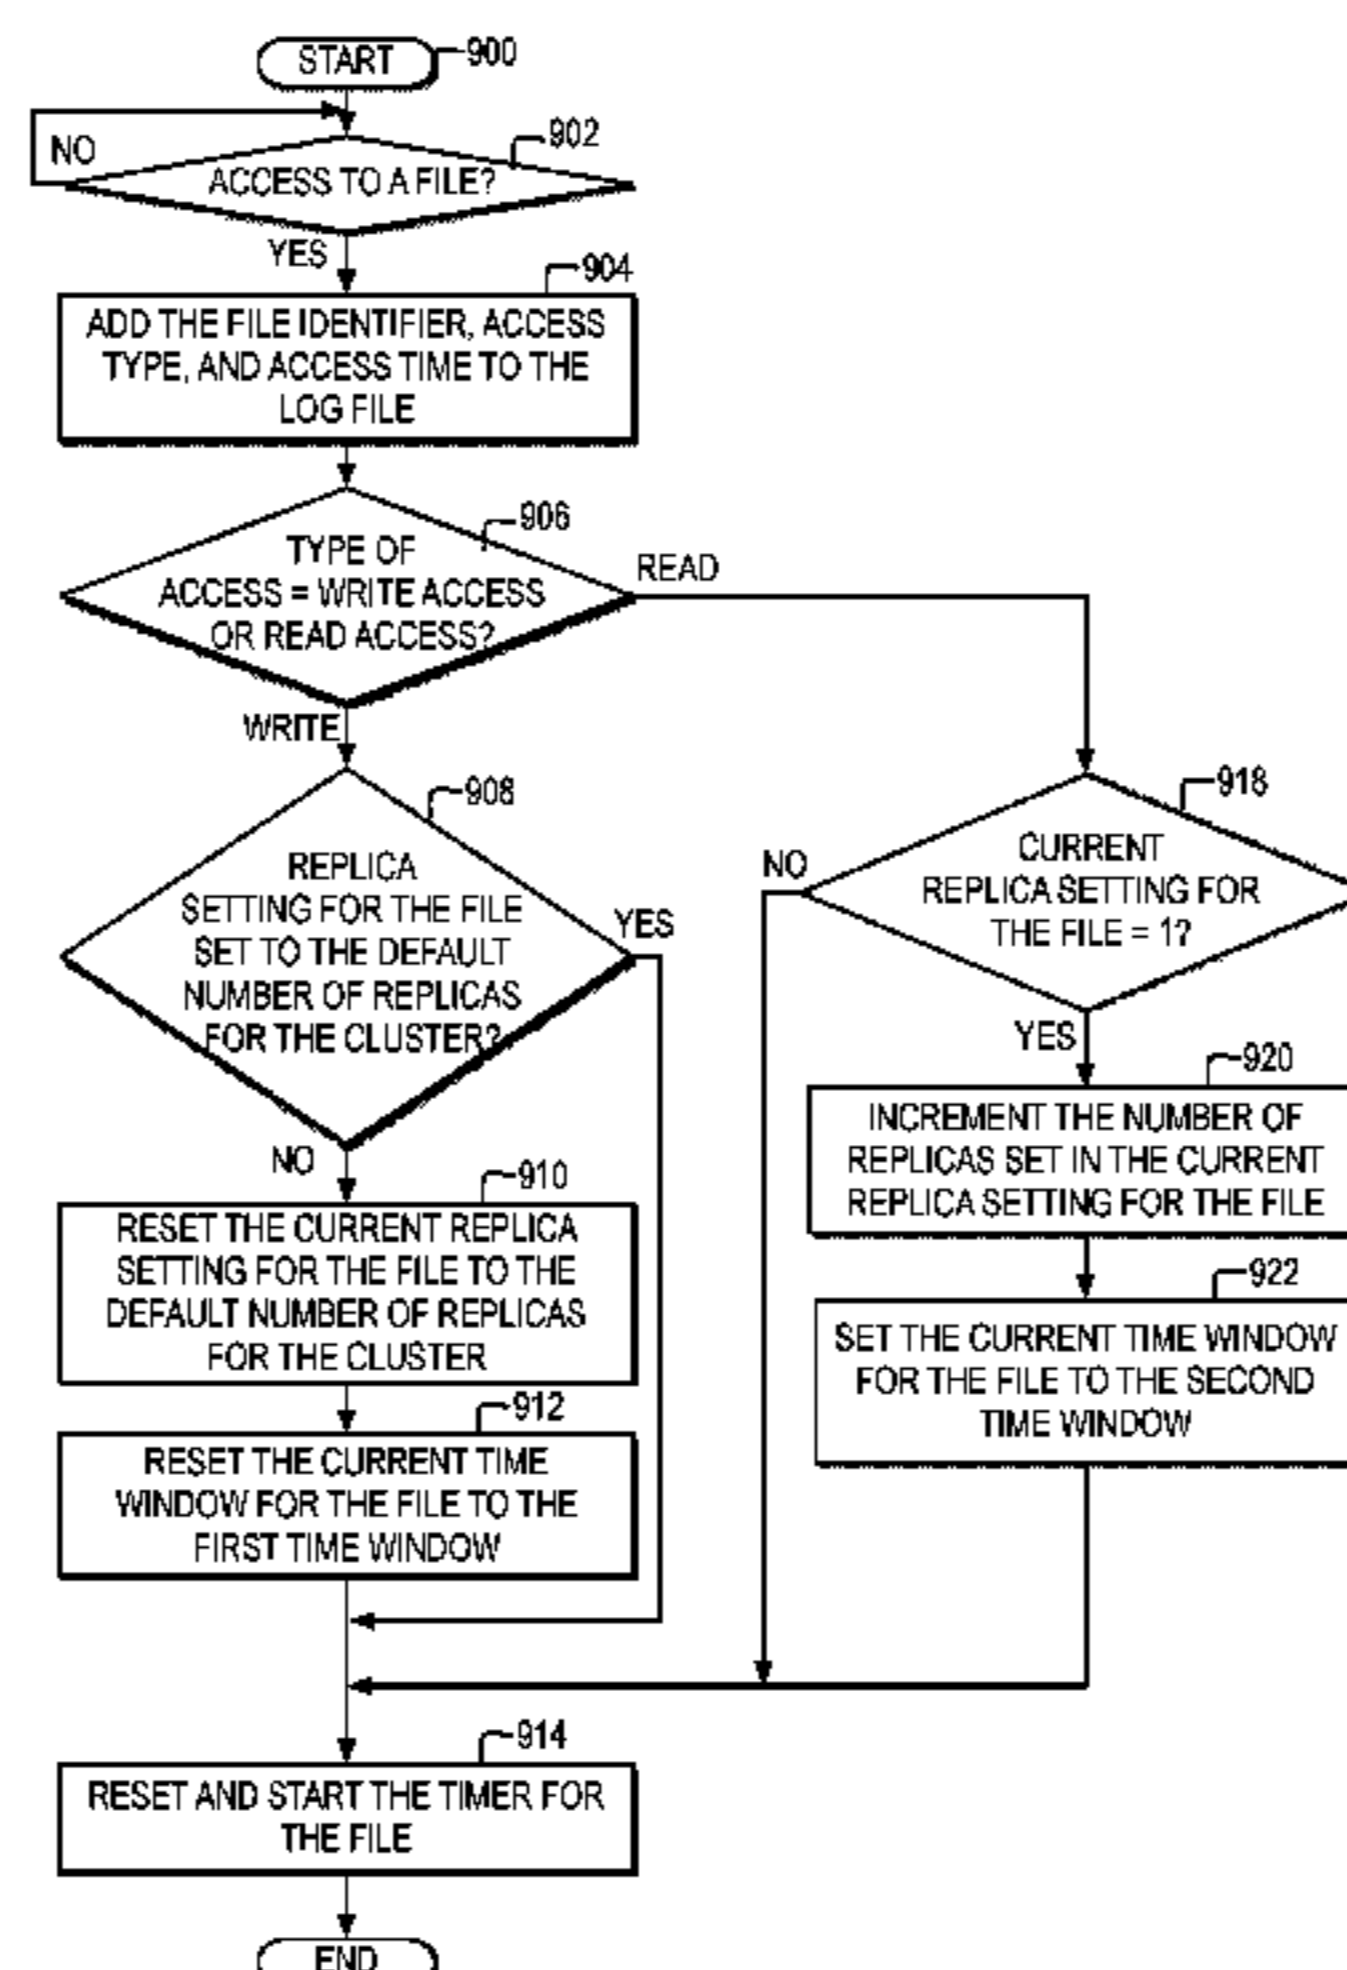 START
900
NO
902
ACCESS TO A FILE?
YES
904
ADD THE FILE IDENTIFIER, ACCESS
TYPE, AND ACCESS TIME TO THE
LOG FILE
906
TYPE OF
ACCESS = WRITE ACCESS
OR READ ACCESS?
READ
WRITE
908
REPLICA
SETTING FOR THE FILE
SET TO THE DEFAULT
NUMBER OF REPLICAS
FOR THE CLUSTER?
YES
NO
910
RESET THE CURRENT REPLICA
SETTING FOR THE FILE TO THE
DEFAULT NUMBER OF REPLICAS
FOR THE CLUSTER
912
RESET THE CURRENT TIME
WINDOW FOR THE FILE TO THE
FIRST TIME WINDOW
918
CURRENT
REPLICA SETTING FOR
THE FILE = 1?
NO
YES
920
INCREMENT THE NUMBER OF
REPLICAS SET IN THE CURRENT
REPLICA SETTING FOR THE FILE
922
SET THE CURRENT TIME WINDOW
FOR THE FILE TO THE SECOND
TIME WINDOW
914
RESET AND START THE TIMER FOR
THE FILE
END